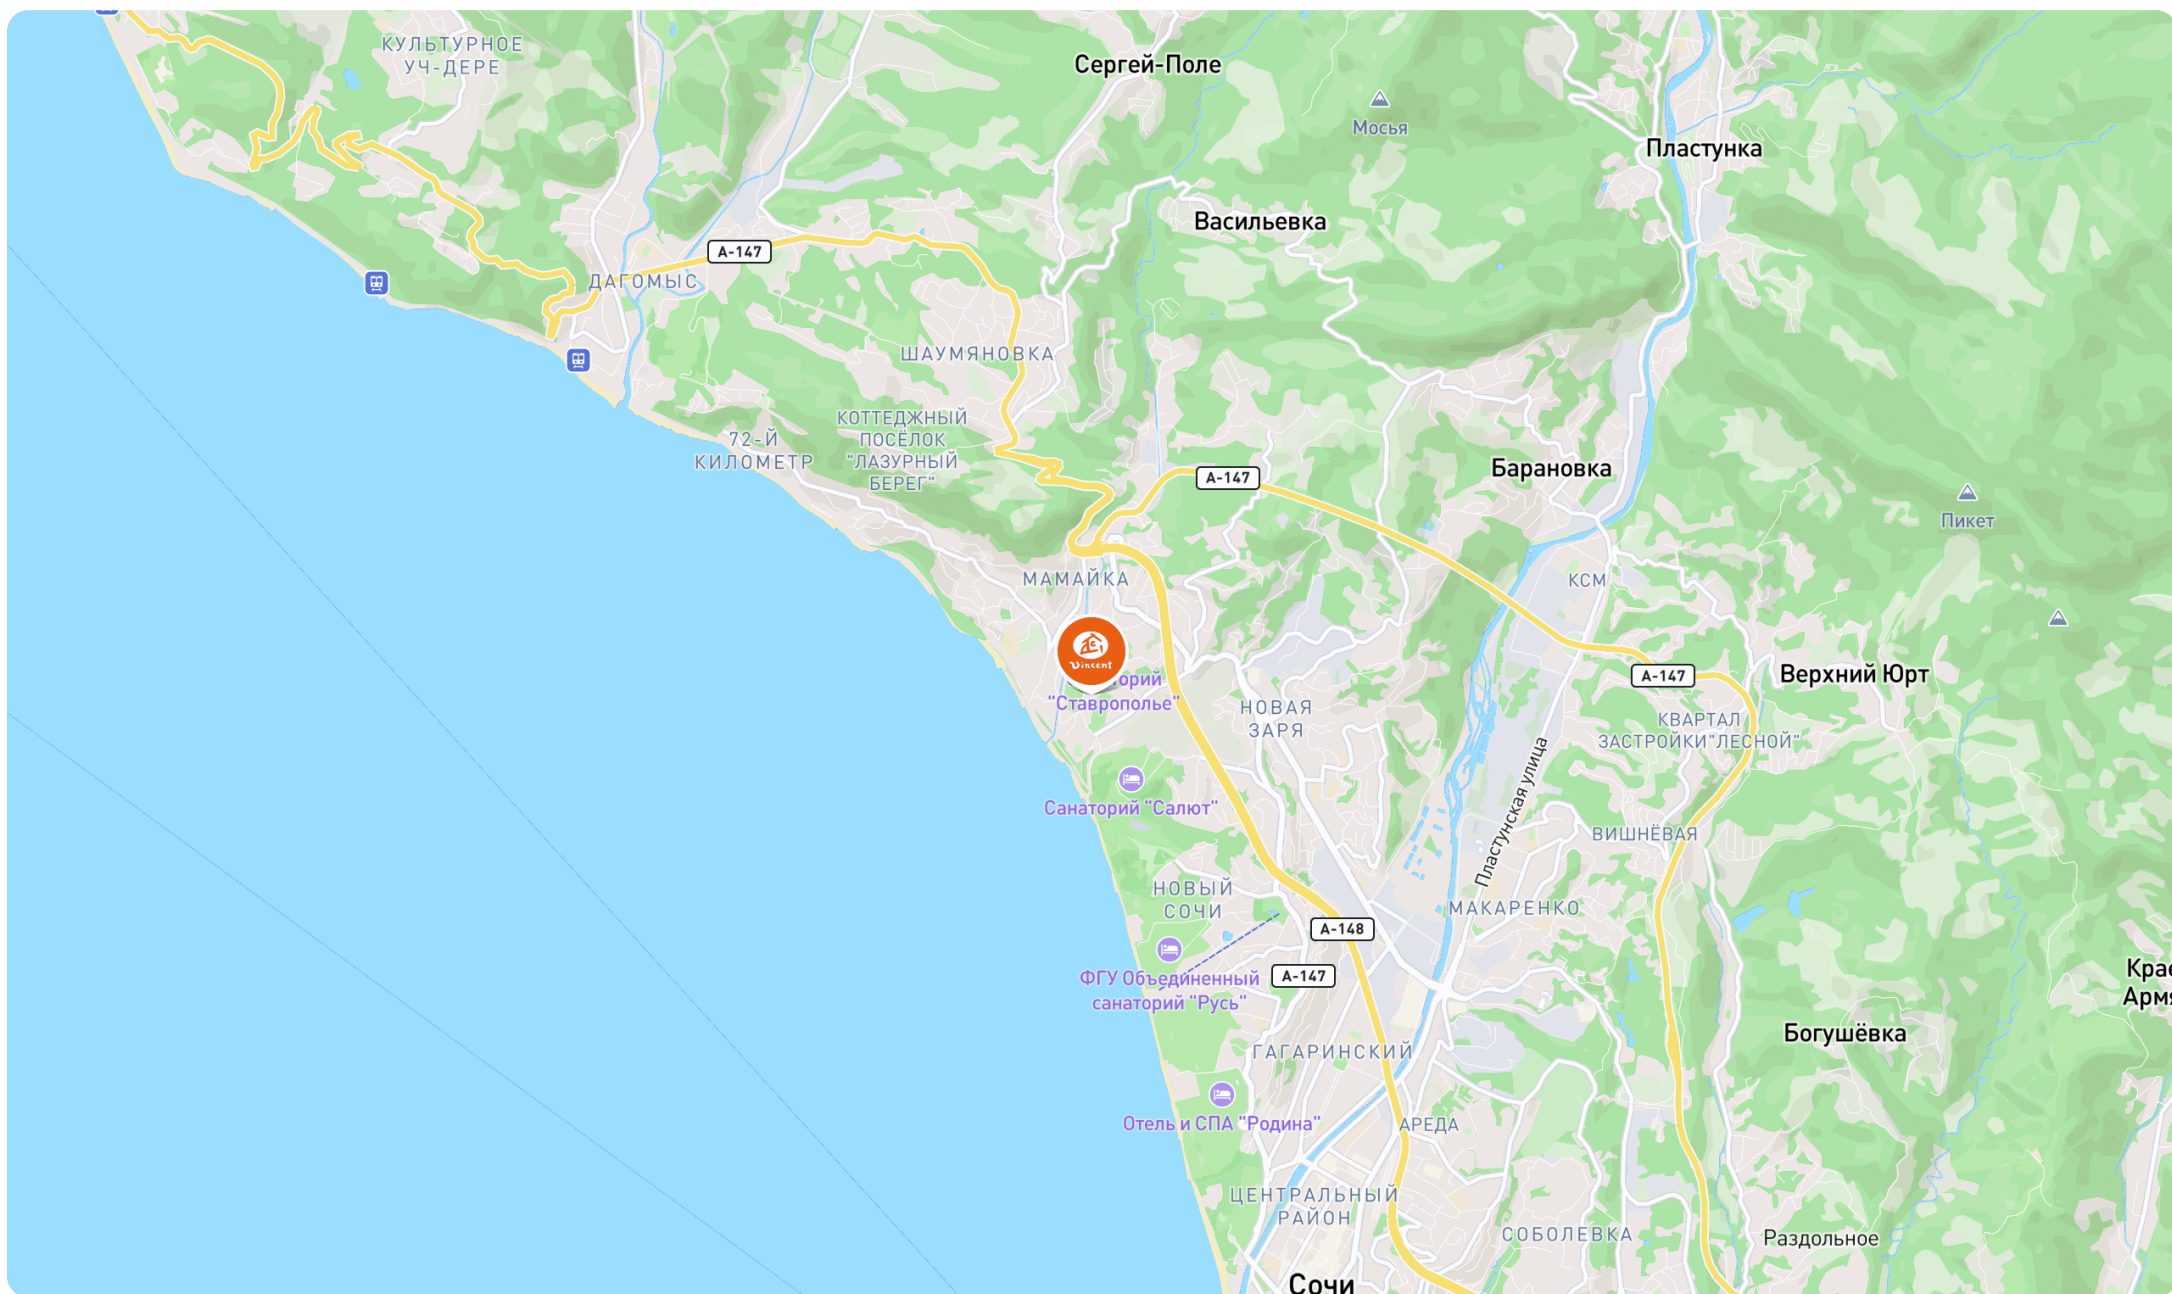 КУЛЬТУРНОЕ
УЧ-ДЕРЕ
Сергей-Поле
Мосья
Пластунка
Васильевка
А-147
ДАГОМЫС
ШАУМЯНОВКА
КОТТЕДЖНЫЙ
ПОСЁЛОК
"ЛАЗУРНЫЙ
БЕРЕГ"
72-Й
КИЛОМЕТР
А-147
Барановка
Пикет
МАМАЙКА
КСМ
Vincent
орий
"Ставрополье"
А-147
Верхний Юрт
НОВАЯ
ЗАРЯ
КВАРТАЛ
ЗАСТРОЙКИ"ЛЕСНОЙ"
Пластунская улица
Санаторий "Салют"
ВИШНЁВАЯ
НОВЫЙ
СОЧИ
МАКАРЕНКО
А-148
А-147
ФГУ Объединенный
санаторий "Русь"
Крае
Армя
Богушёвка
ГАГАРИНСКИЙ
Отель и СПА "Родина"
АРЕДА
ЦЕНТРАЛЬНЫЙ
РАЙОН
СОБОЛЕВКА
Раздольное
Сочи